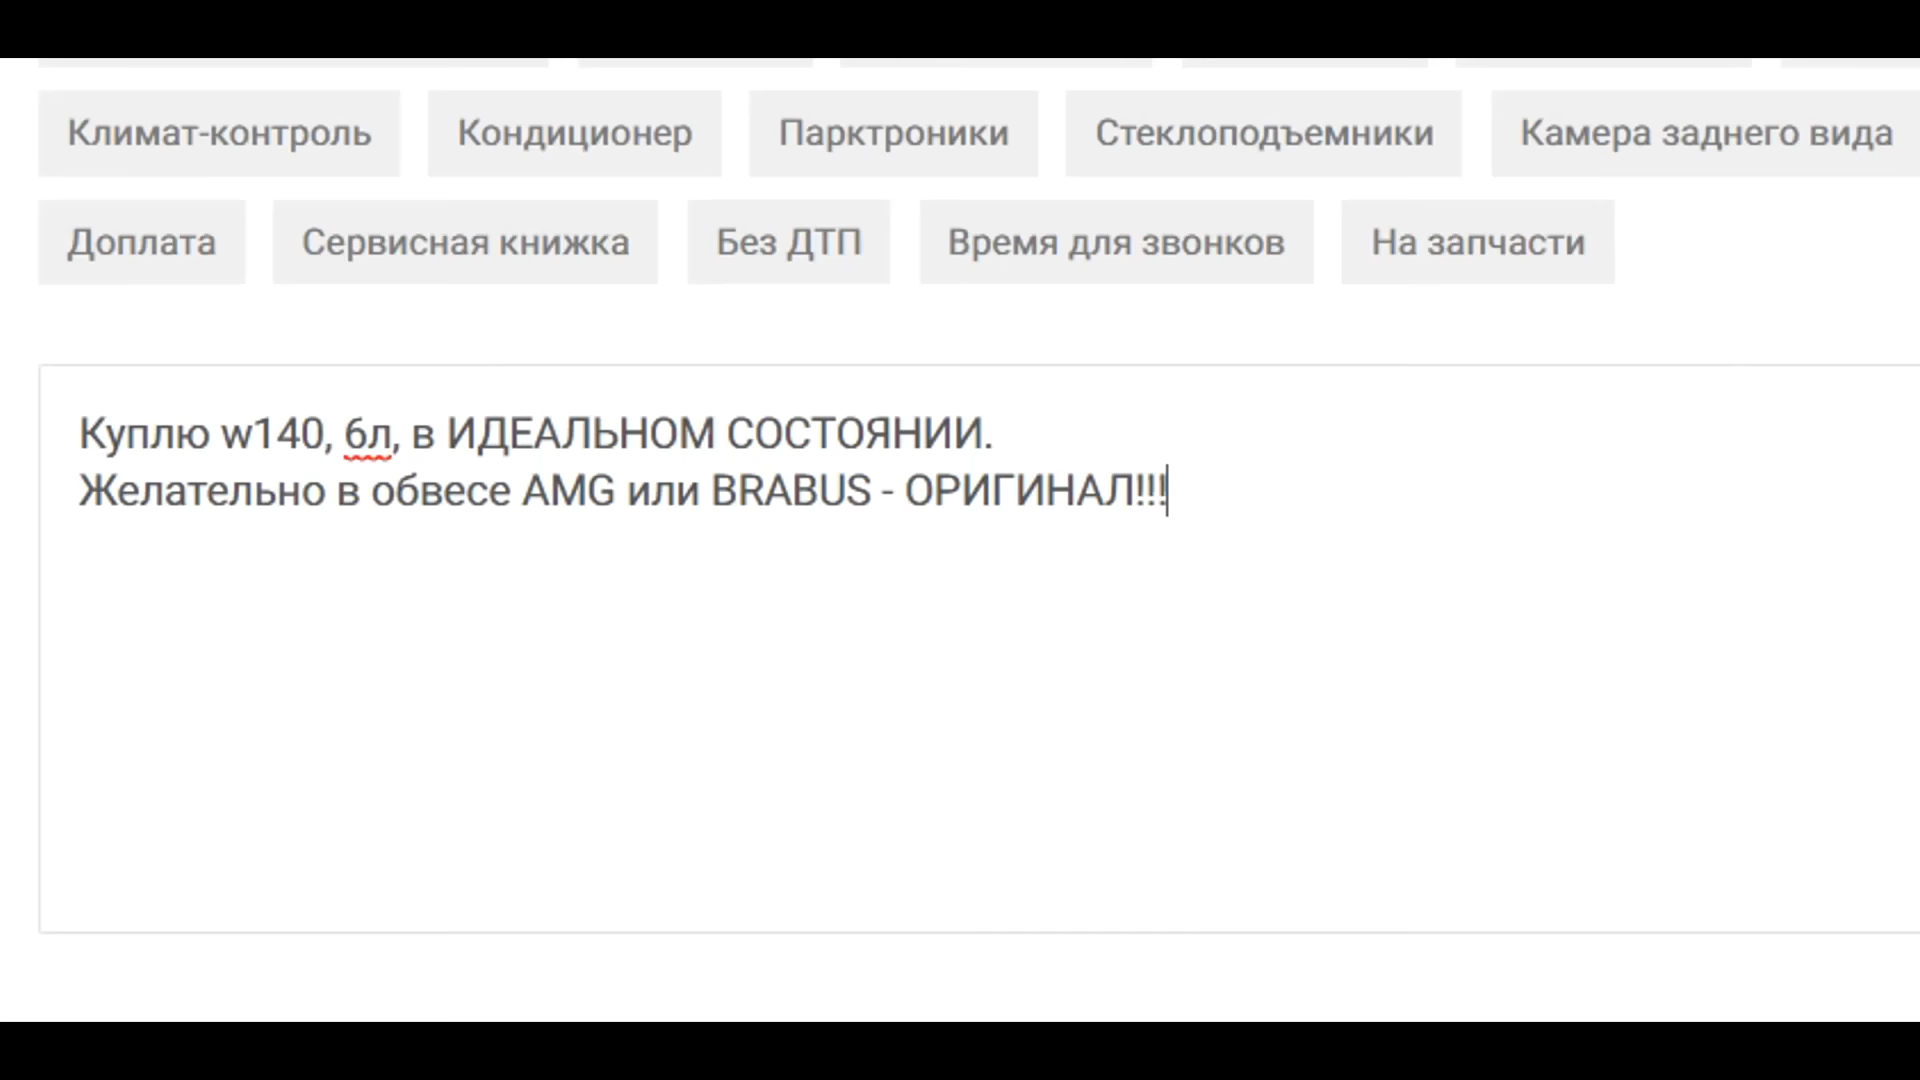 Климат-контроль Кондиционер Парктроники Стеклоподъемники Камера заднего вида
Доплата Сервисная книжка Без ДТП Время для звонков На запчасти
Куплю w140, 6л, в ИДЕАЛЬНОМ СОСТОЯНИИ.
Желательно в обвесе AMG или BRABUS - ОРИГИНАЛ!!!